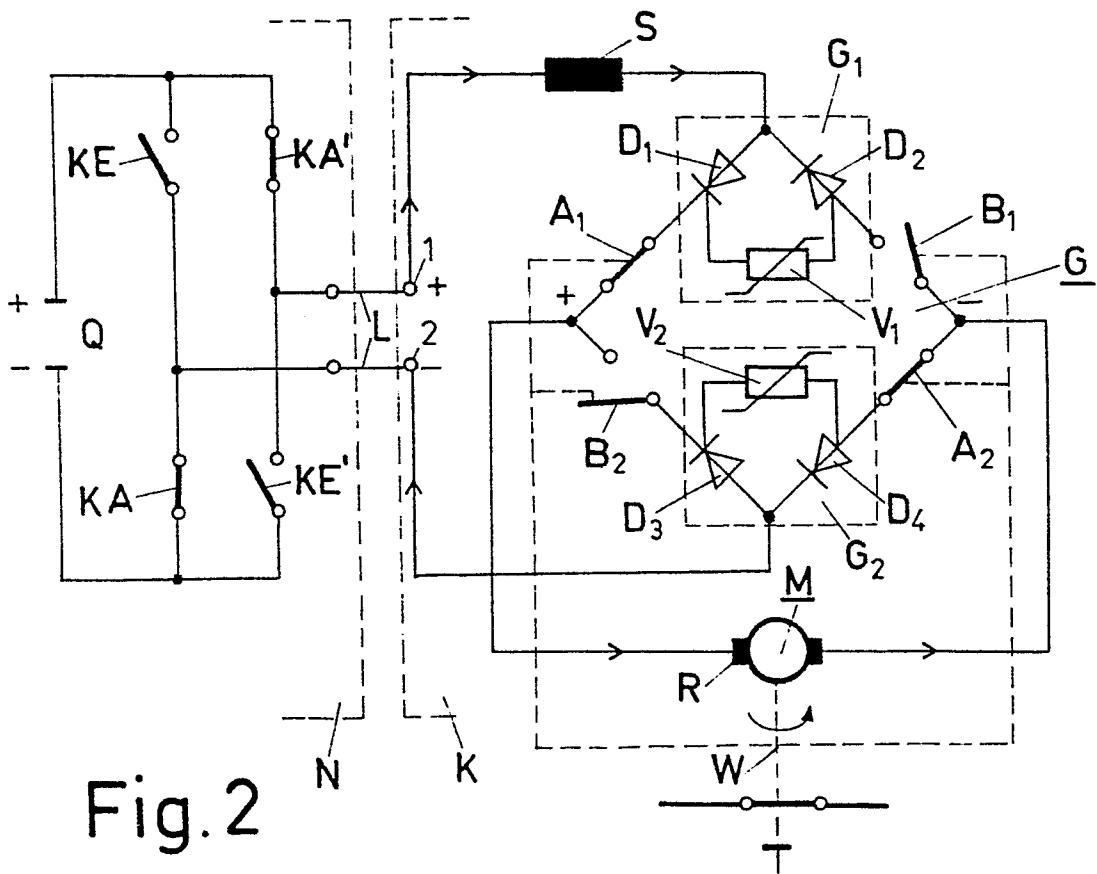 S
G₁
D₁
D₂
KE
KA'
A₁
B₁
1
+
+
G
+
−
Q
L
V₂
V₁
2
−
−
B₂
A₂
KA
KE'
D₃
D₄
G₂
M
R
N
K
W
Fig. 2